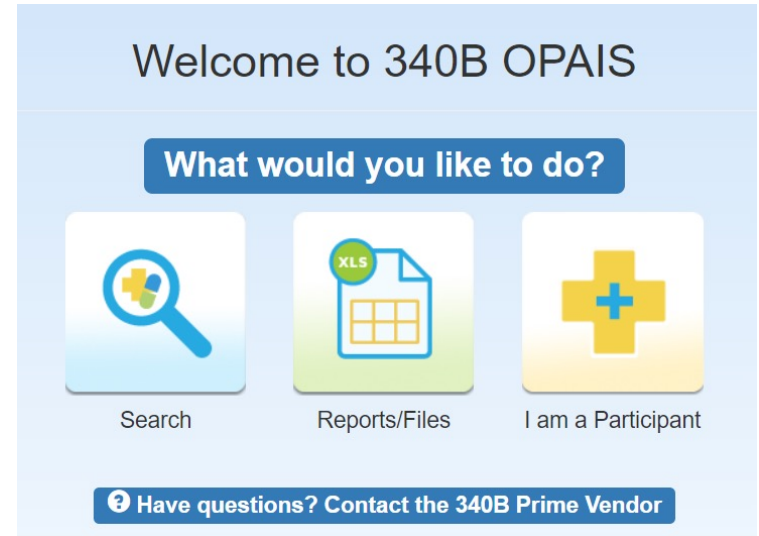 Welcome to 340B OPAIS
What would you like to do?
XLS
Search
Reports/Files
I am a Participant
? Have questions? Contact the 340B Prime Vendor